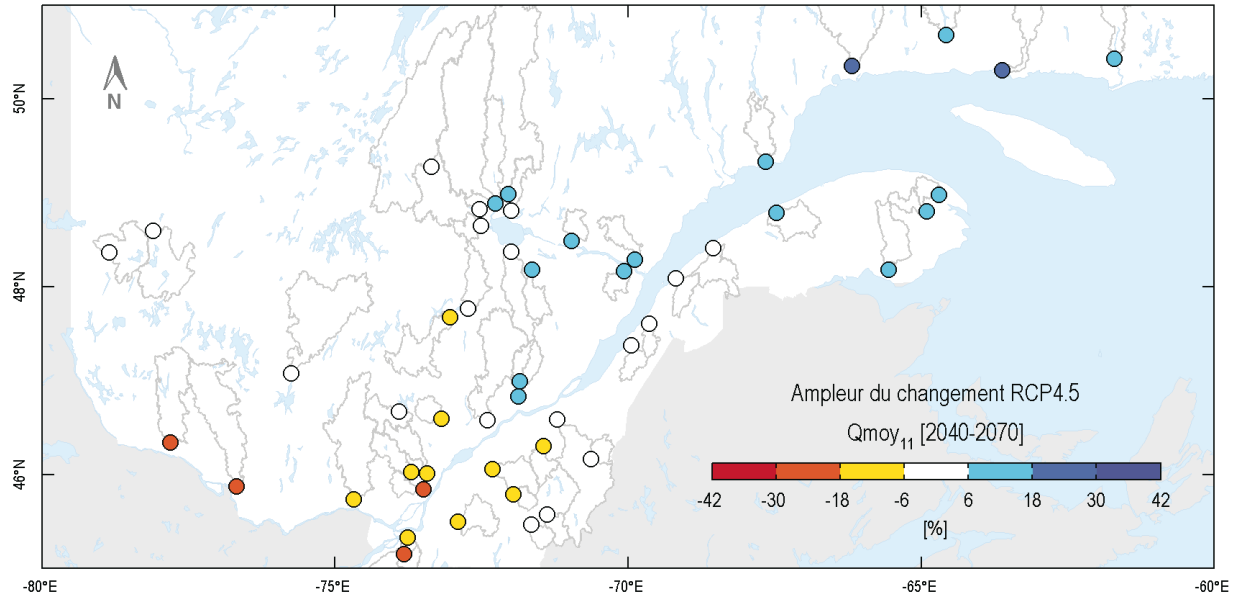 50°N
48°N
46°N
N
Ampleur du changement RCP4.5
Qmoy11 [2040-2070]
-42 -30 -18 -6 6 18 30 42
[%]
-80°E -75°E -70°E -65°E -60°E